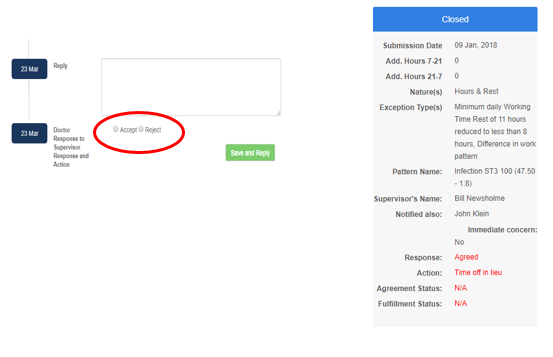 23 Mar Reply
23 Mar Doctor
Response to
Supervisor
Response and
Action
Accept Reject
Save and Reply
Closed
Submission Date 09 Jan, 2018
Add. Hours 7-21 0
Add. Hours 21-7 0
Nature(s) Hours & Rest
Exception Type(s) Minimum daily Working
Time Rest of 11 hours
reduced to less than 8
hours, Difference in work
pattern
Pattern Name: Infection ST3 100 (47.50
- 1:8)
Supervisor's Name: Bill Newsholme
Notified also: John Klein
Immediate concern:
No
Response: Agreed
Action: Time off in lieu
Agreement Status: N/A
Fulfillment Status: N/A